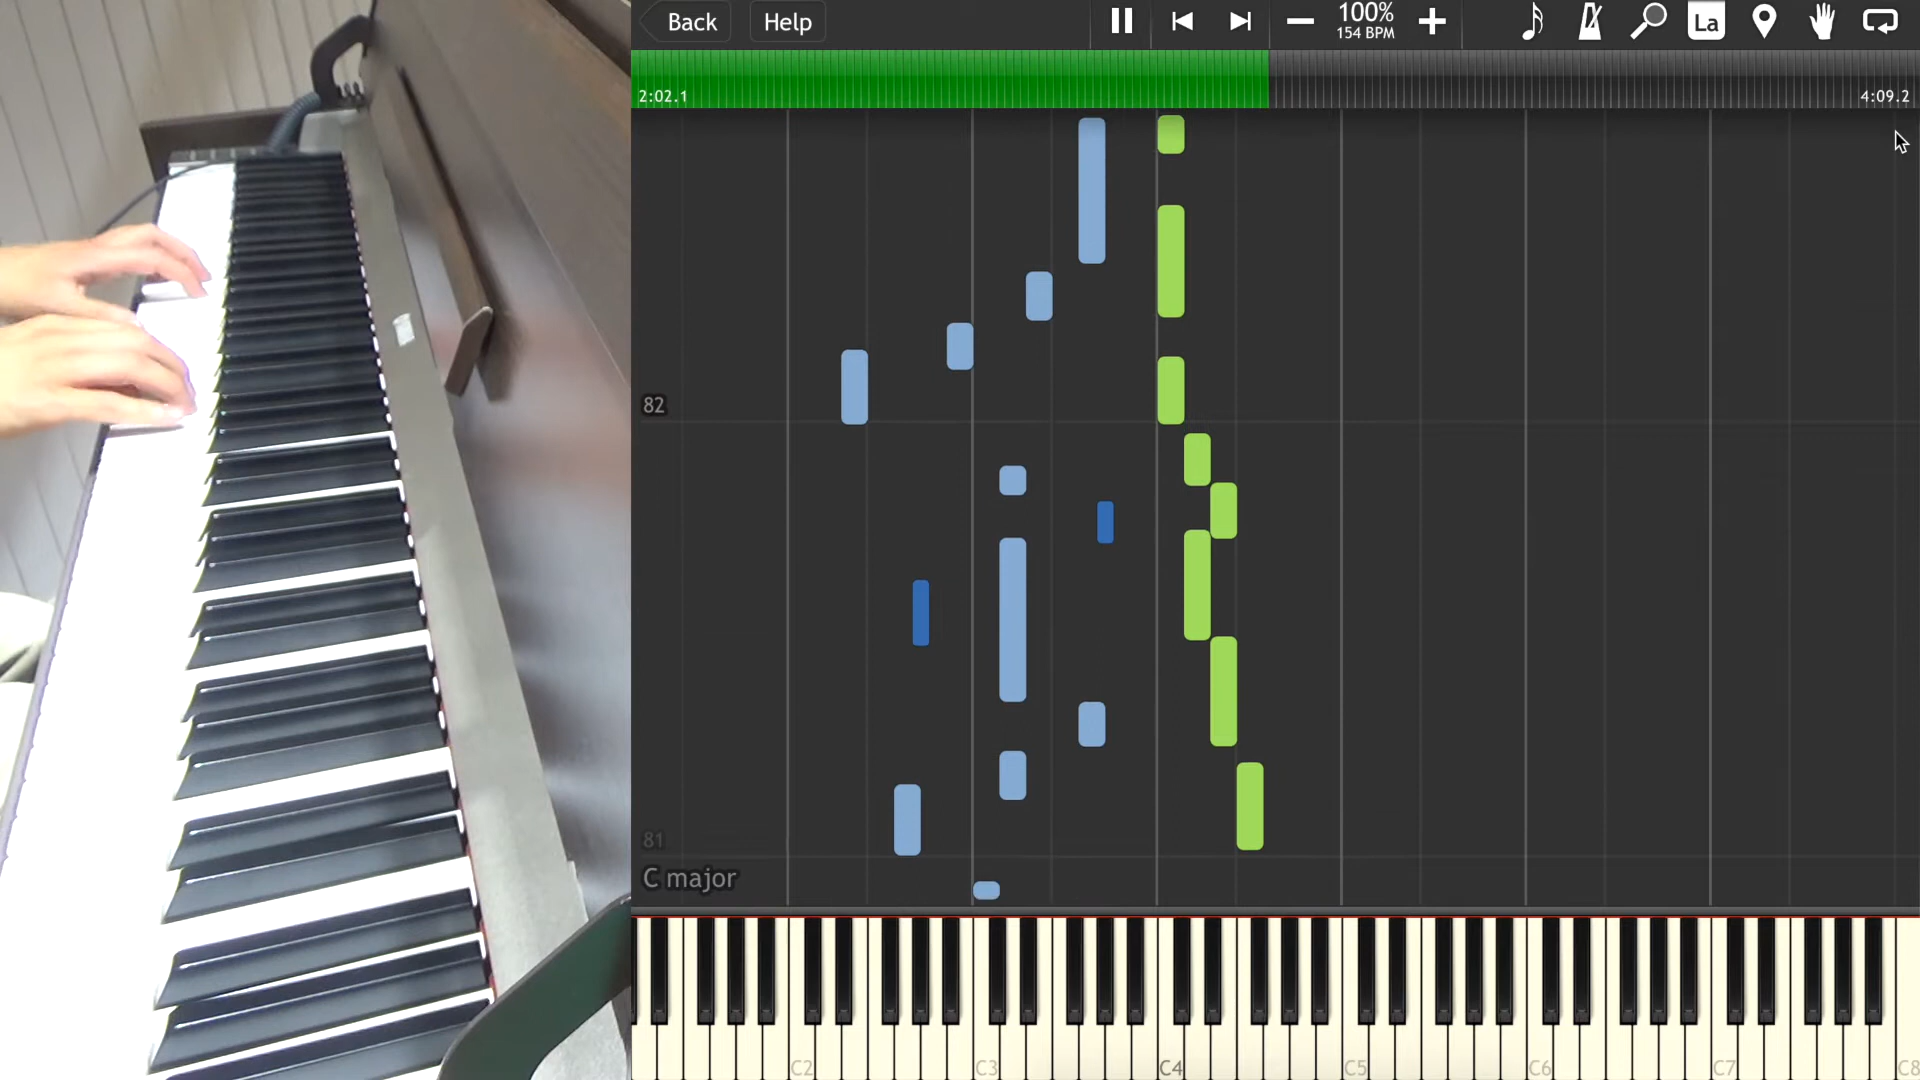 Back
Help
100%
154 BPM
La
2:02.1
4:09.2
82
81
C major
C2
C3
C4
C5
C6
C7
C8